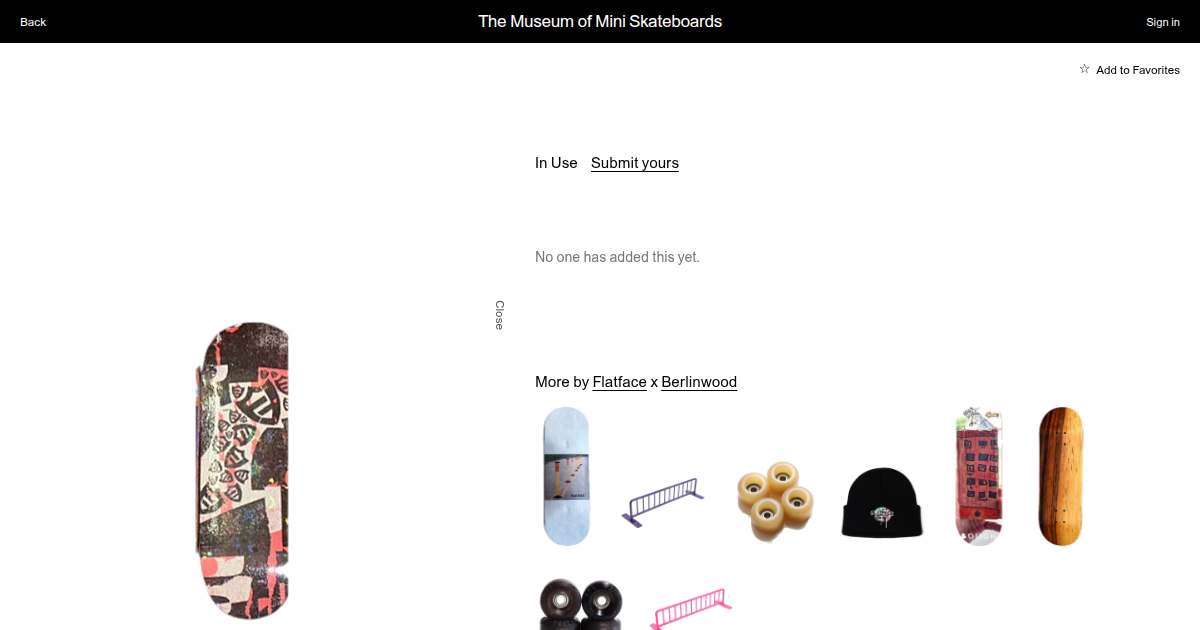 Back
The Museum of Mini Skateboards
Sign in
☆ Add to Favorites
In Use Submit yours
No one has added this yet.
Close
More by Flatface x Berlinwood